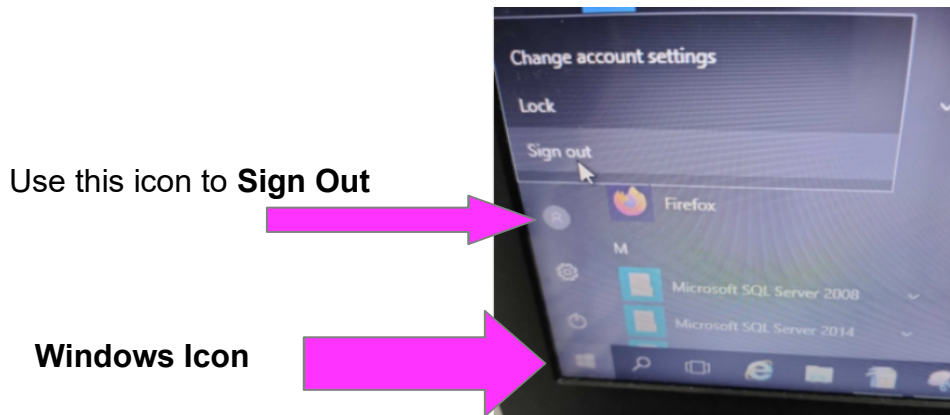 Change account settings
Lock
Sign out
Use this icon to Sign Out
Firefox
M
Microsoft SQL Server 2008
Microsoft SQL Server 2014
Windows Icon